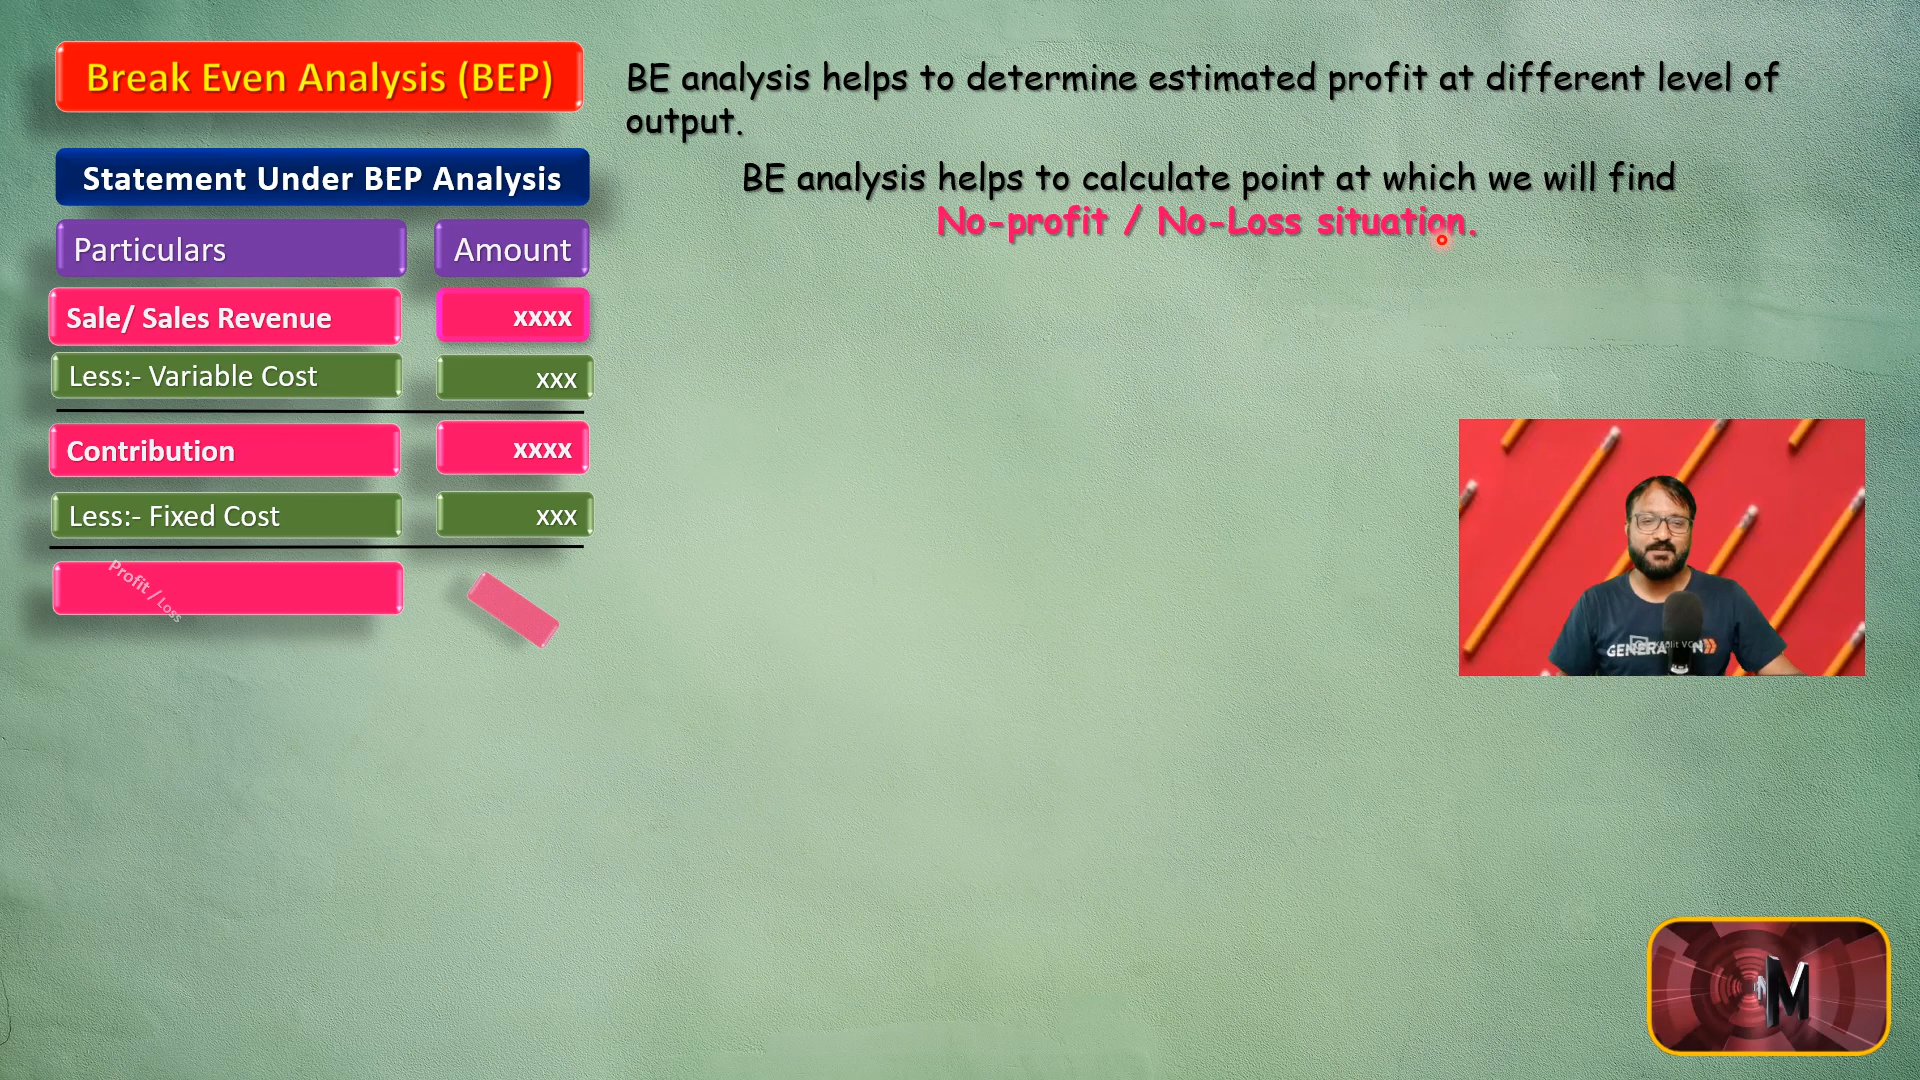 Break Even Analysis (BEP)
BE analysis helps to determine estimated profit at different level of
output.
Statement Under BEP Analysis
BE analysis helps to calculate point at which we will find
No-profit / No-Loss situation.
Particulars Amount
Sale/ Sales Revenue xxxx
Less:- Variable Cost xxx
Contribution xxxx
Less:- Fixed Cost xxx
Profit / Loss
M